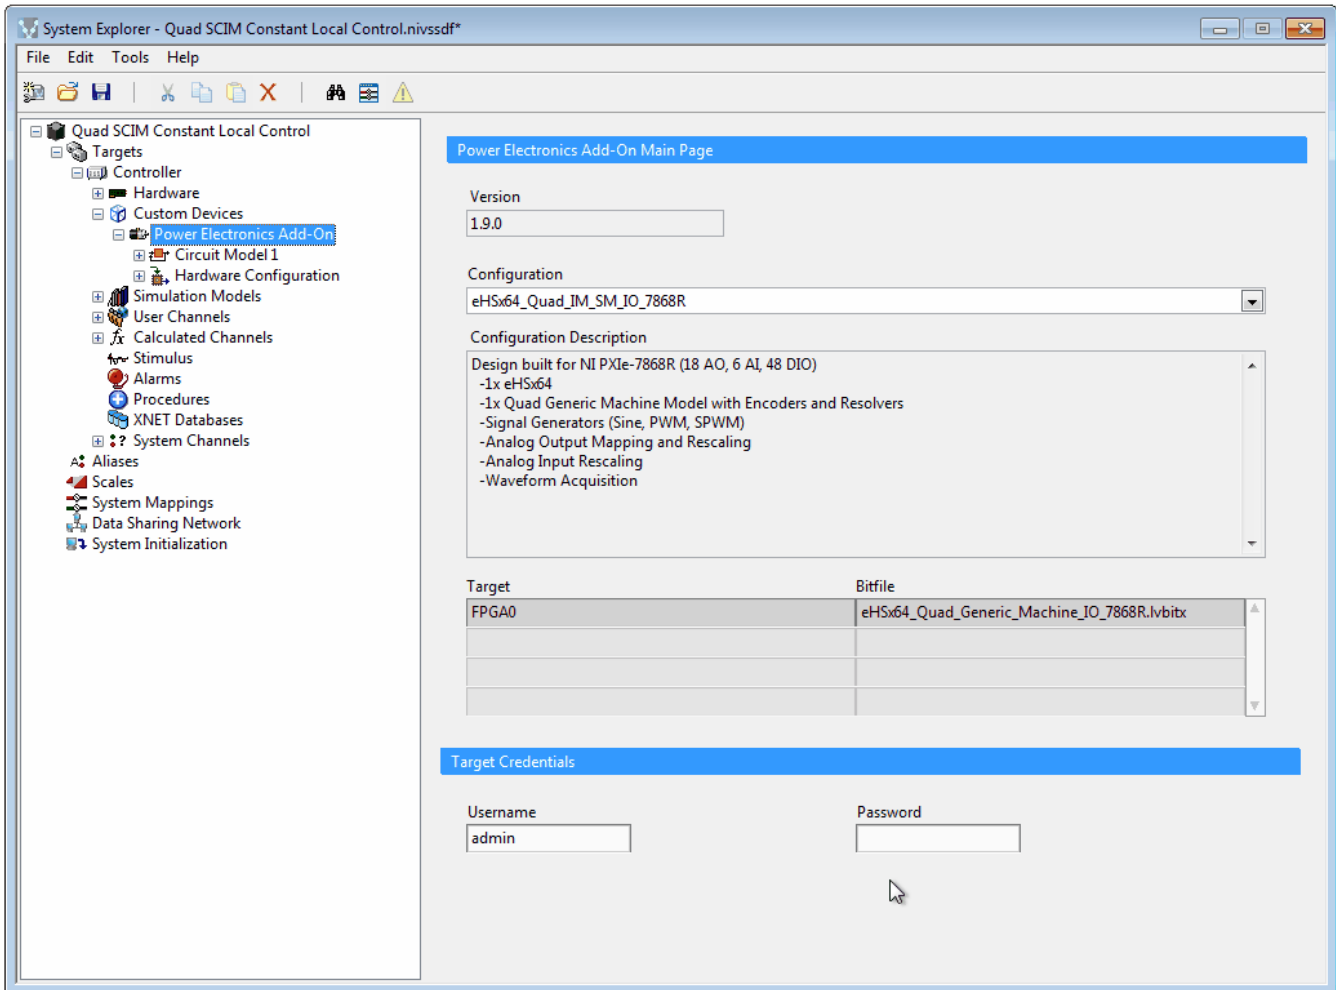 System Explorer - Quad SCIM Constant Local Control.nivssdf*
File Edit Tools Help
Quad SCIM Constant Local Control
Targets
Controller
Hardware
Custom Devices
Power Electronics Add-On
Circuit Model 1
Hardware Configuration
Simulation Models
User Channels
Calculated Channels
Stimulus
Alarms
Procedures
XNET Databases
System Channels
Aliases
Scales
System Mappings
Data Sharing Network
System Initialization
Power Electronics Add-On Main Page
Version
1.9.0
Configuration
eHSx64_Quad_IM_SM_IO_7868R
Configuration Description
Design built for NI PXIe-7868R (18 AO, 6 AI, 48 DIO)
-1x eHSx64
-1x Quad Generic Machine Model with Encoders and Resolvers
-Signal Generators (Sine, PWM, SPWM)
-Analog Output Mapping and Rescaling
-Analog Input Rescaling
-Waveform Acquisition
Target Bitfile
FPGA0 eHSx64_Quad_Generic_Machine_IO_7868R.lvbitx
Target Credentials
Username Password
admin